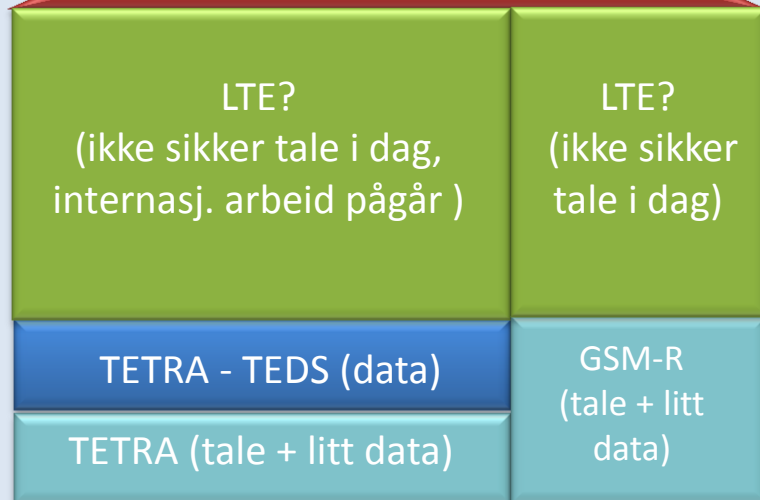 LTE?
(ikke sikker tale i dag,
internasj. arbeid pågår )
LTE?
(ikke sikker
tale i dag)
TETRA - TEDS (data)
TETRA (tale + litt data)
GSM-R
(tale + litt
data)